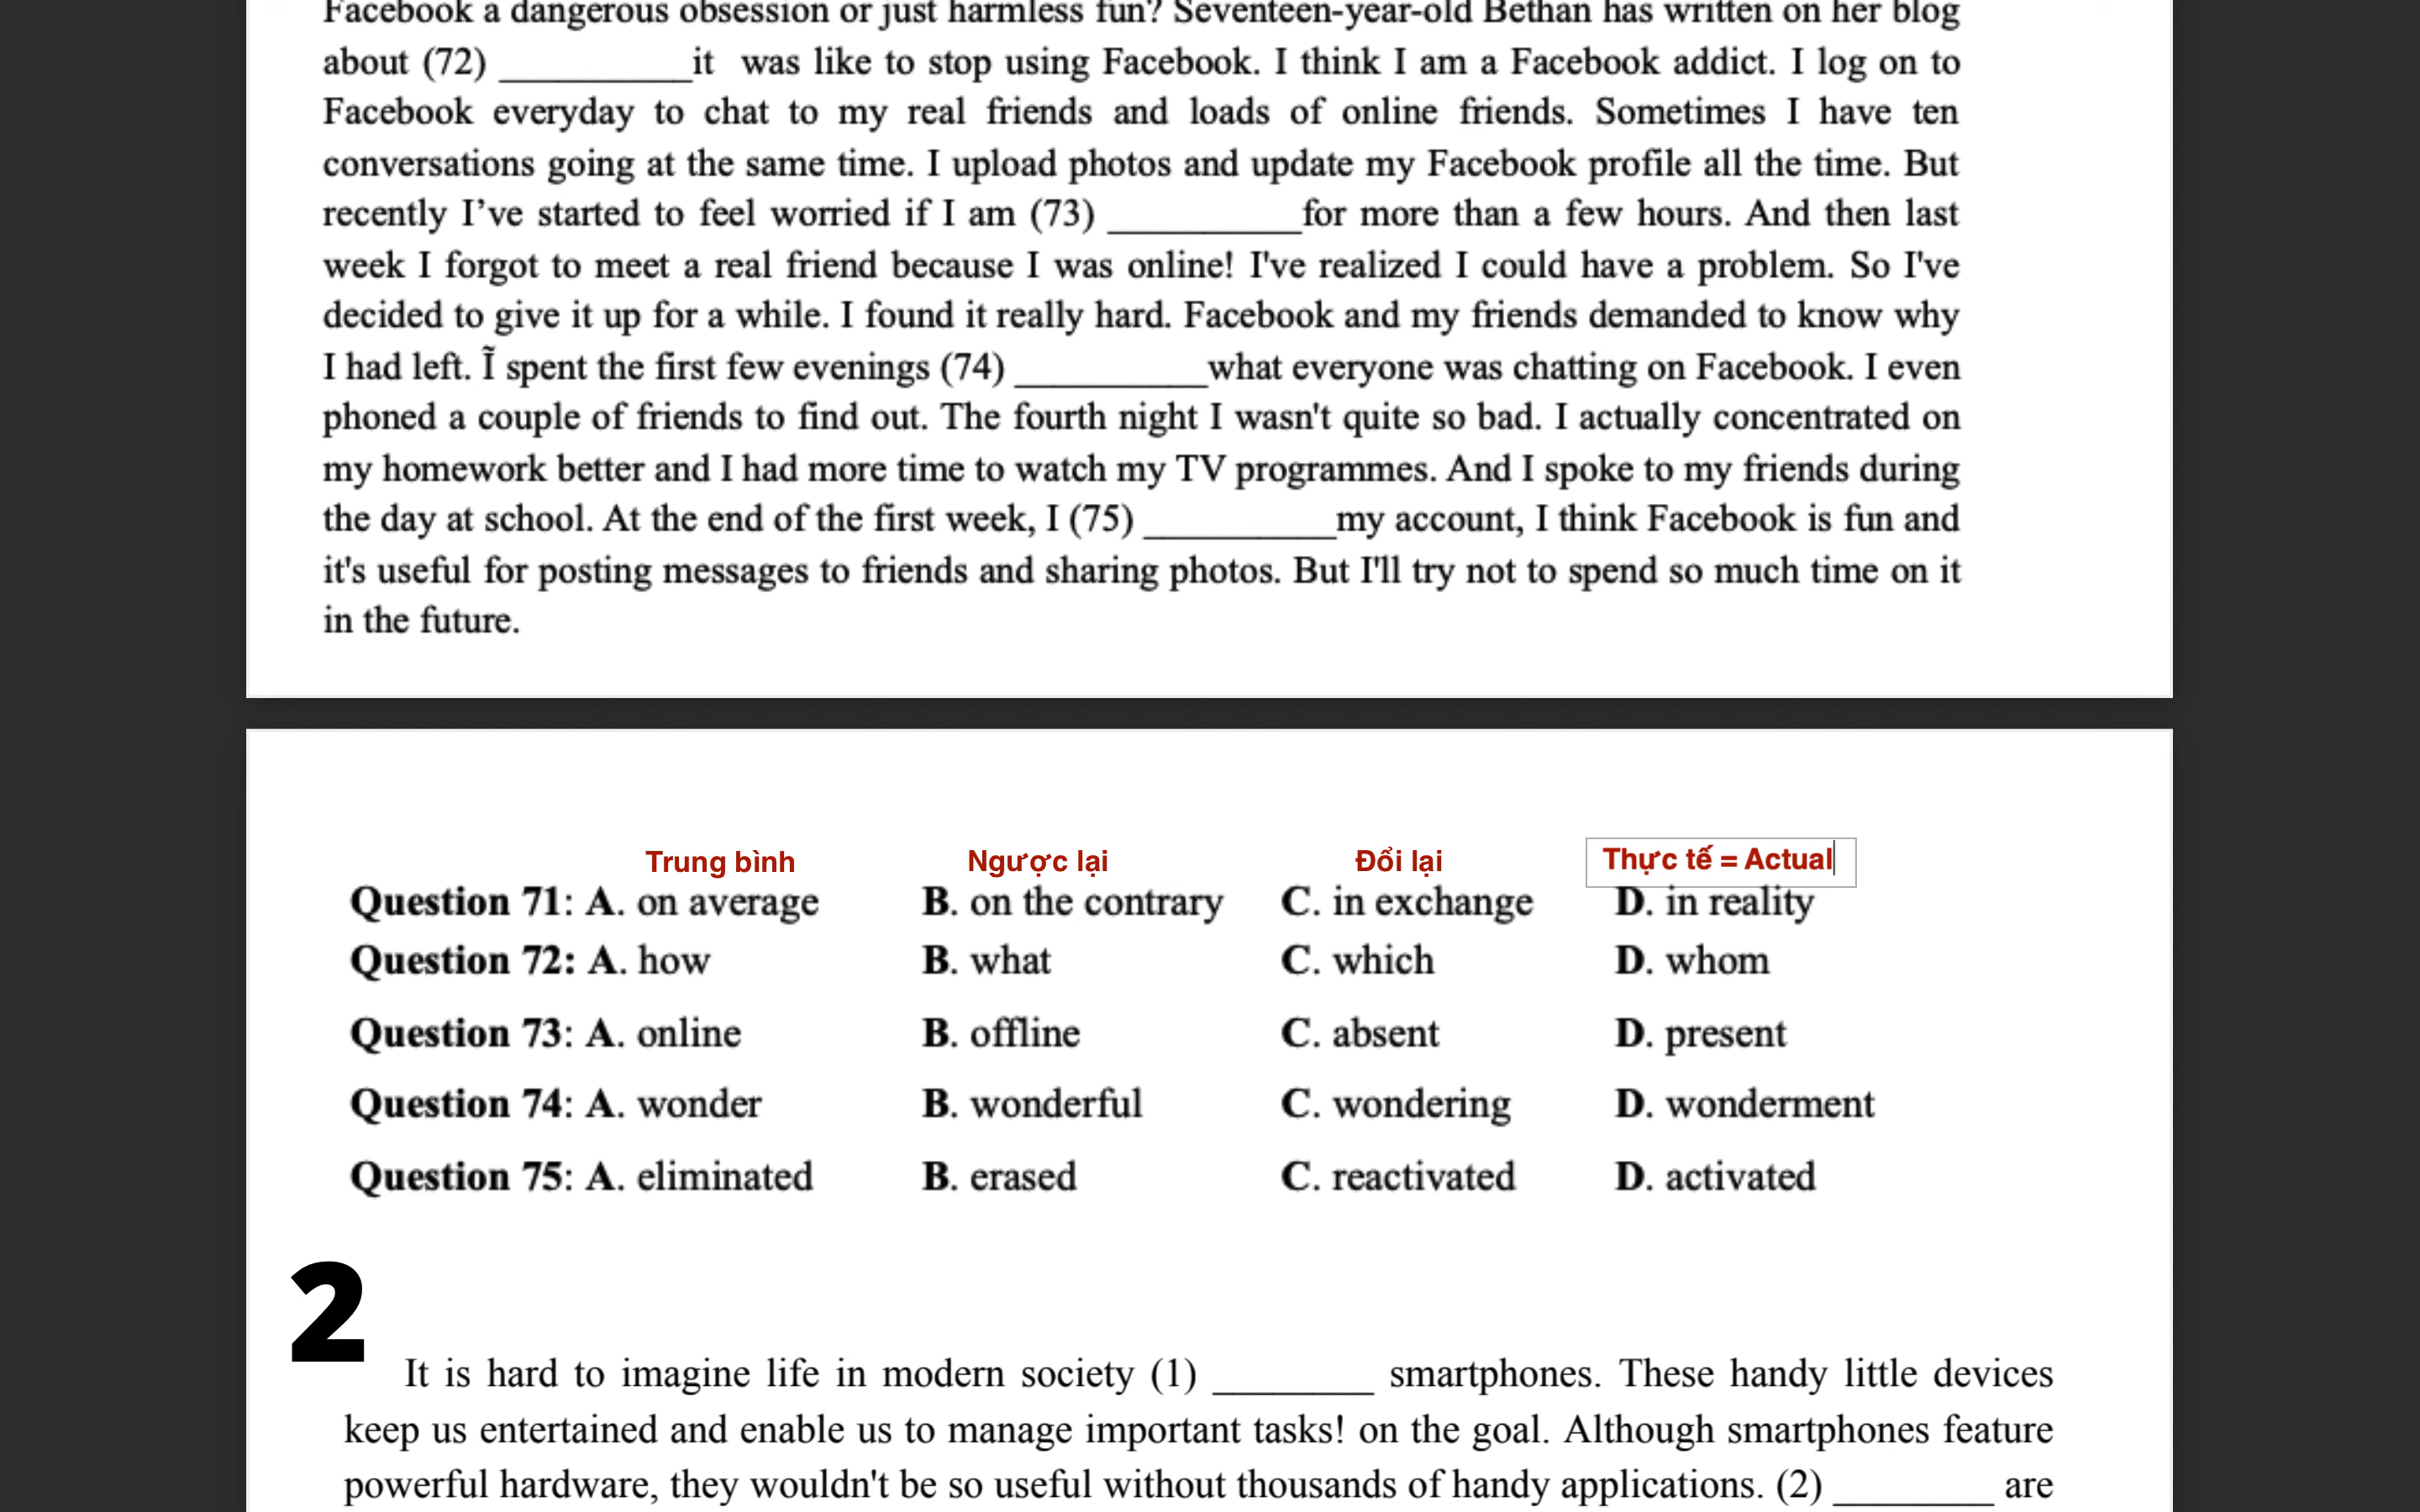 Facebook a dangerous obsession or just harmless fun? Seventeen-year-old Bethan has written on her blog
about (72) __________it was like to stop using Facebook. I think I am a Facebook addict. I log on to
Facebook everyday to chat to my real friends and loads of online friends. Sometimes I have ten
conversations going at the same time. I upload photos and update my Facebook profile all the time. But
recently I’ve started to feel worried if I am (73) __________for more than a few hours. And then last
week I forgot to meet a real friend because I was online! I've realized I could have a problem. So I've
decided to give it up for a while. I found it really hard. Facebook and my friends demanded to know why
I had left. Ĩ spent the first few evenings (74) __________what everyone was chatting on Facebook. I even
phoned a couple of friends to find out. The fourth night I wasn't quite so bad. I actually concentrated on
my homework better and I had more time to watch my TV programmes. And I spoke to my friends during
the day at school. At the end of the first week, I (75) __________my account, I think Facebook is fun and
it's useful for posting messages to friends and sharing photos. But I'll try not to spend so much time on it
in the future.
Trung bình Ngược lại Đổi lại Thực tế = Actual
Question 71: A. on average B. on the contrary C. in exchange D. in reality
Question 72: A. how B. what C. which D. whom
Question 73: A. online B. offline C. absent D. present
Question 74: A. wonder B. wonderful C. wondering D. wonderment
Question 75: A. eliminated B. erased C. reactivated D. activated
2
It is hard to imagine life in modern society (1) ________ smartphones. These handy little devices
keep us entertained and enable us to manage important tasks! on the goal. Although smartphones feature
powerful hardware, they wouldn't be so useful without thousands of handy applications. (2) ________ are